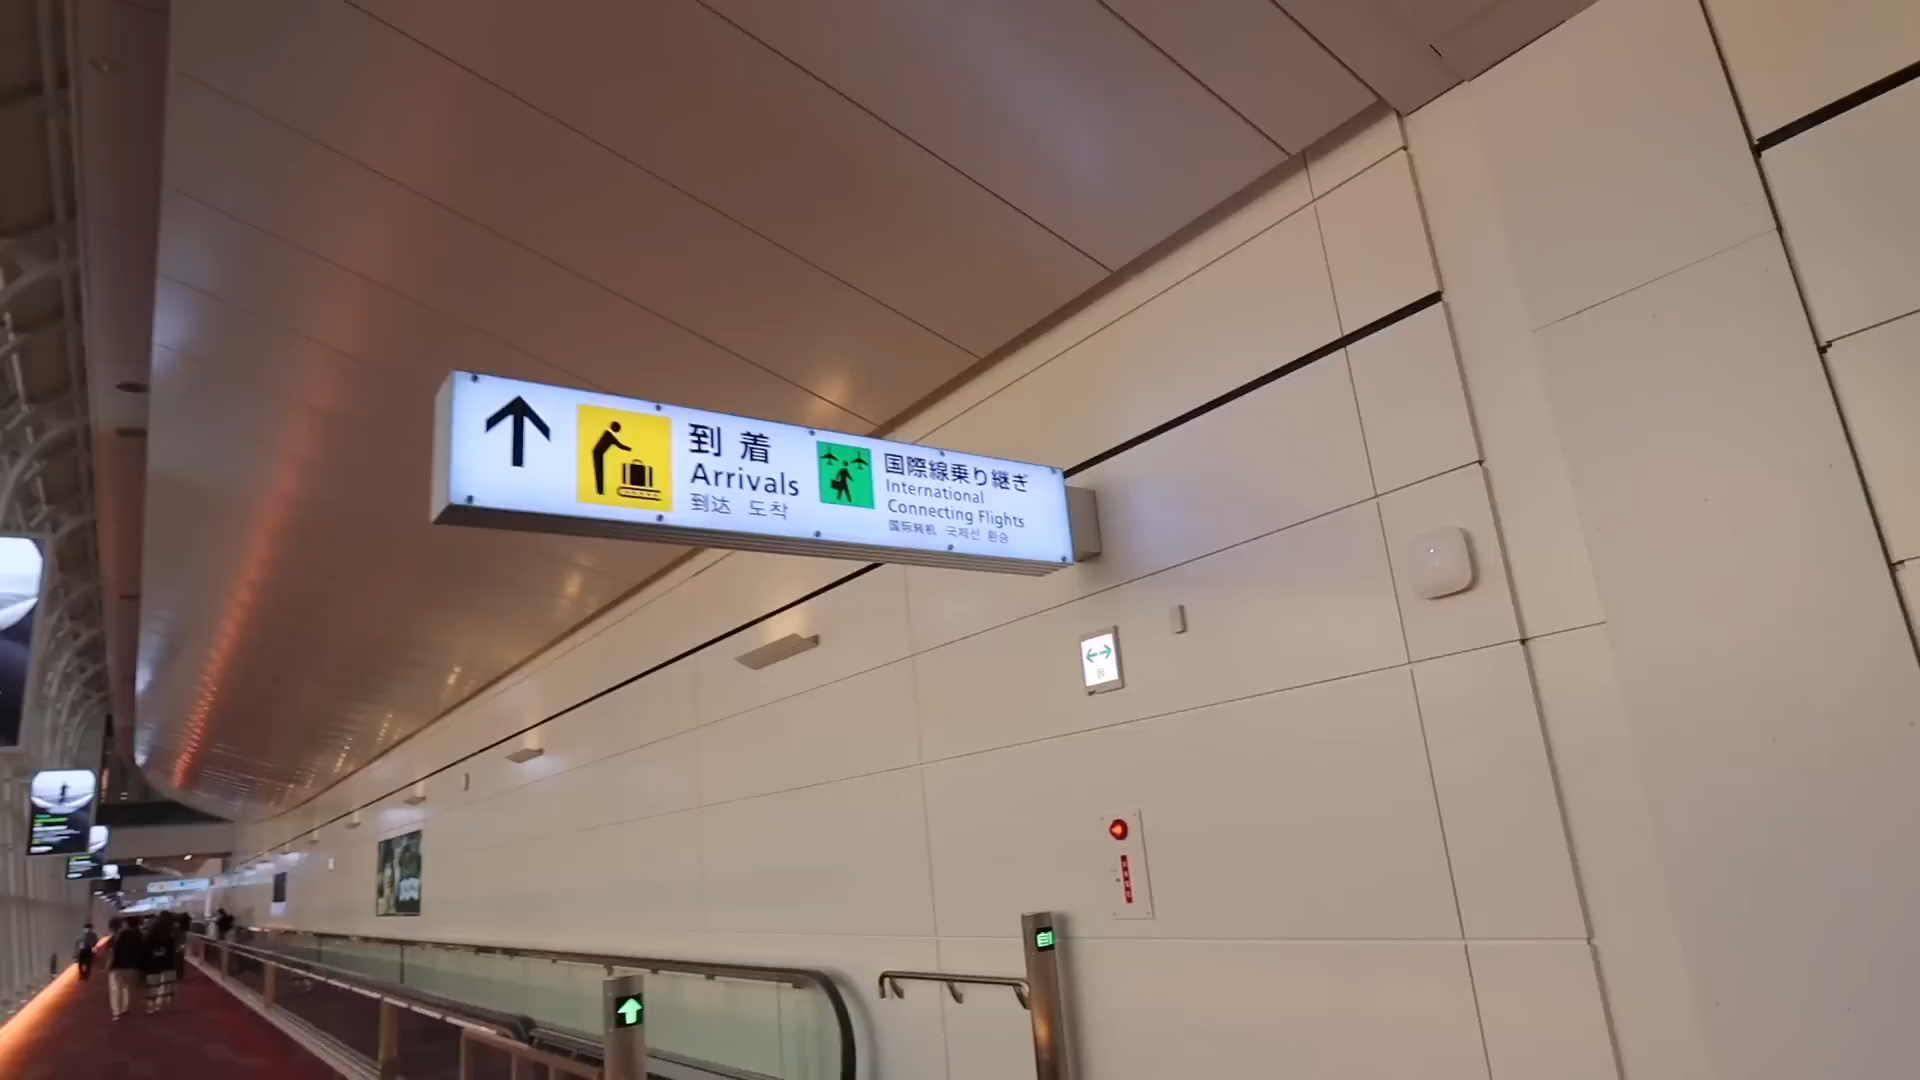 到着
Arrivals
到达 도착
国際線乗り継ぎ
International
Connecting Flights
国际转机 국제선 환승